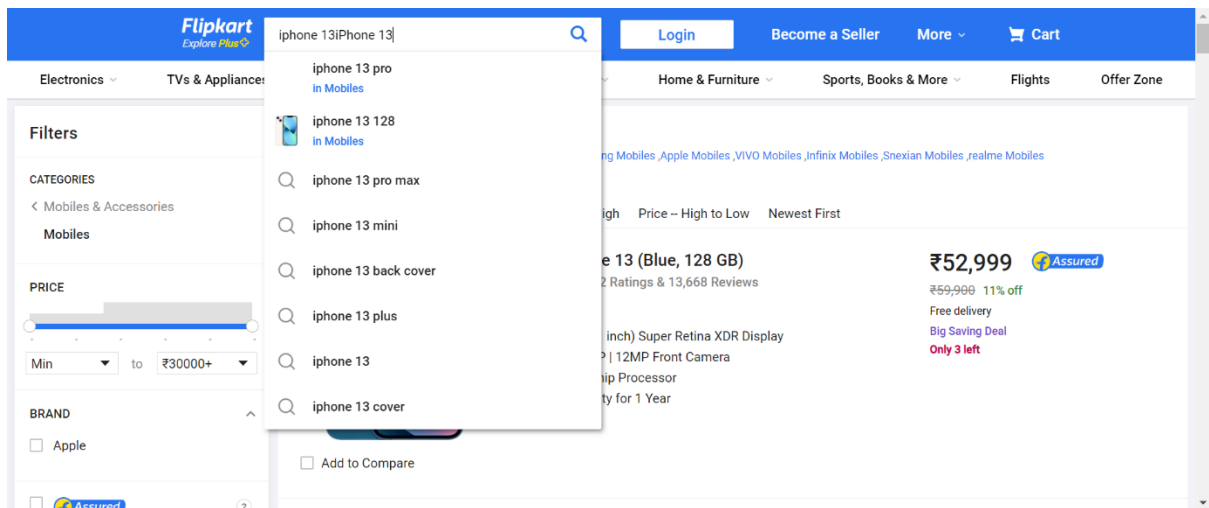 Flipkart
Explore Plus
iphone 13iPhone 13
Login
Become a Seller
More
Cart
Electronics
TVs & Appliances
Home & Furniture
Sports, Books & More
Flights
Offer Zone
iphone 13 pro
in Mobiles
iphone 13 128
in Mobiles
iphone 13 pro max
iphone 13 mini
iphone 13 back cover
iphone 13 plus
iphone 13
iphone 13 cover
Filters
CATEGORIES
Mobiles & Accessories
Mobiles
PRICE
Min
to
₹30000+
BRAND
Apple
Assured
?
ng Mobiles ,Apple Mobiles ,VIVO Mobiles ,Infinix Mobiles ,Snexian Mobiles ,realme Mobiles
igh
Price -- High to Low
Newest First
e 13 (Blue, 128 GB)
2 Ratings & 13,668 Reviews
inch) Super Retina XDR Display
P | 12MP Front Camera
hip Processor
ty for 1 Year
Add to Compare
₹52,999
Assured
₹59,900 11% off
Free delivery
Big Saving Deal
Only 3 left